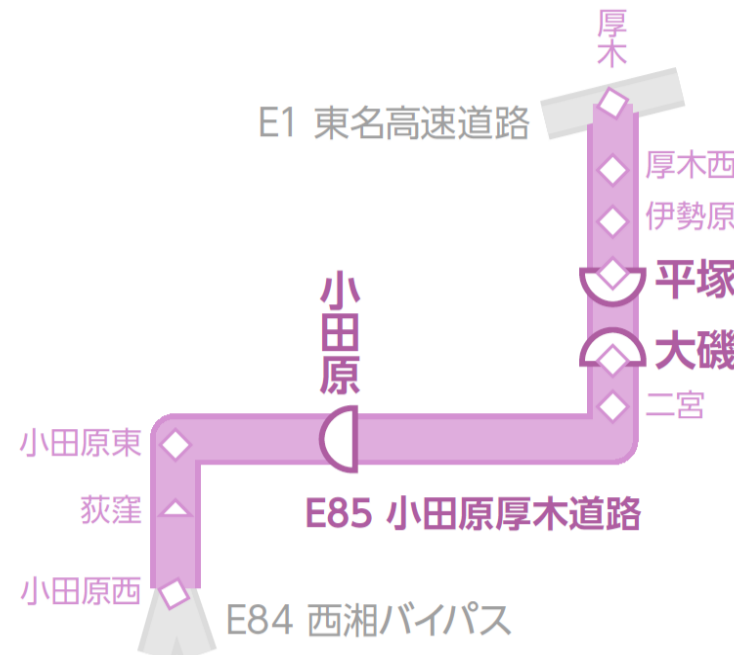 厚木
E1 東名高速道路
厚木西
伊勢原
平塚
小田原
大磯
二宮
小田原東
荻窪
E85 小田原厚木道路
小田原西
E84 西湘バイパス